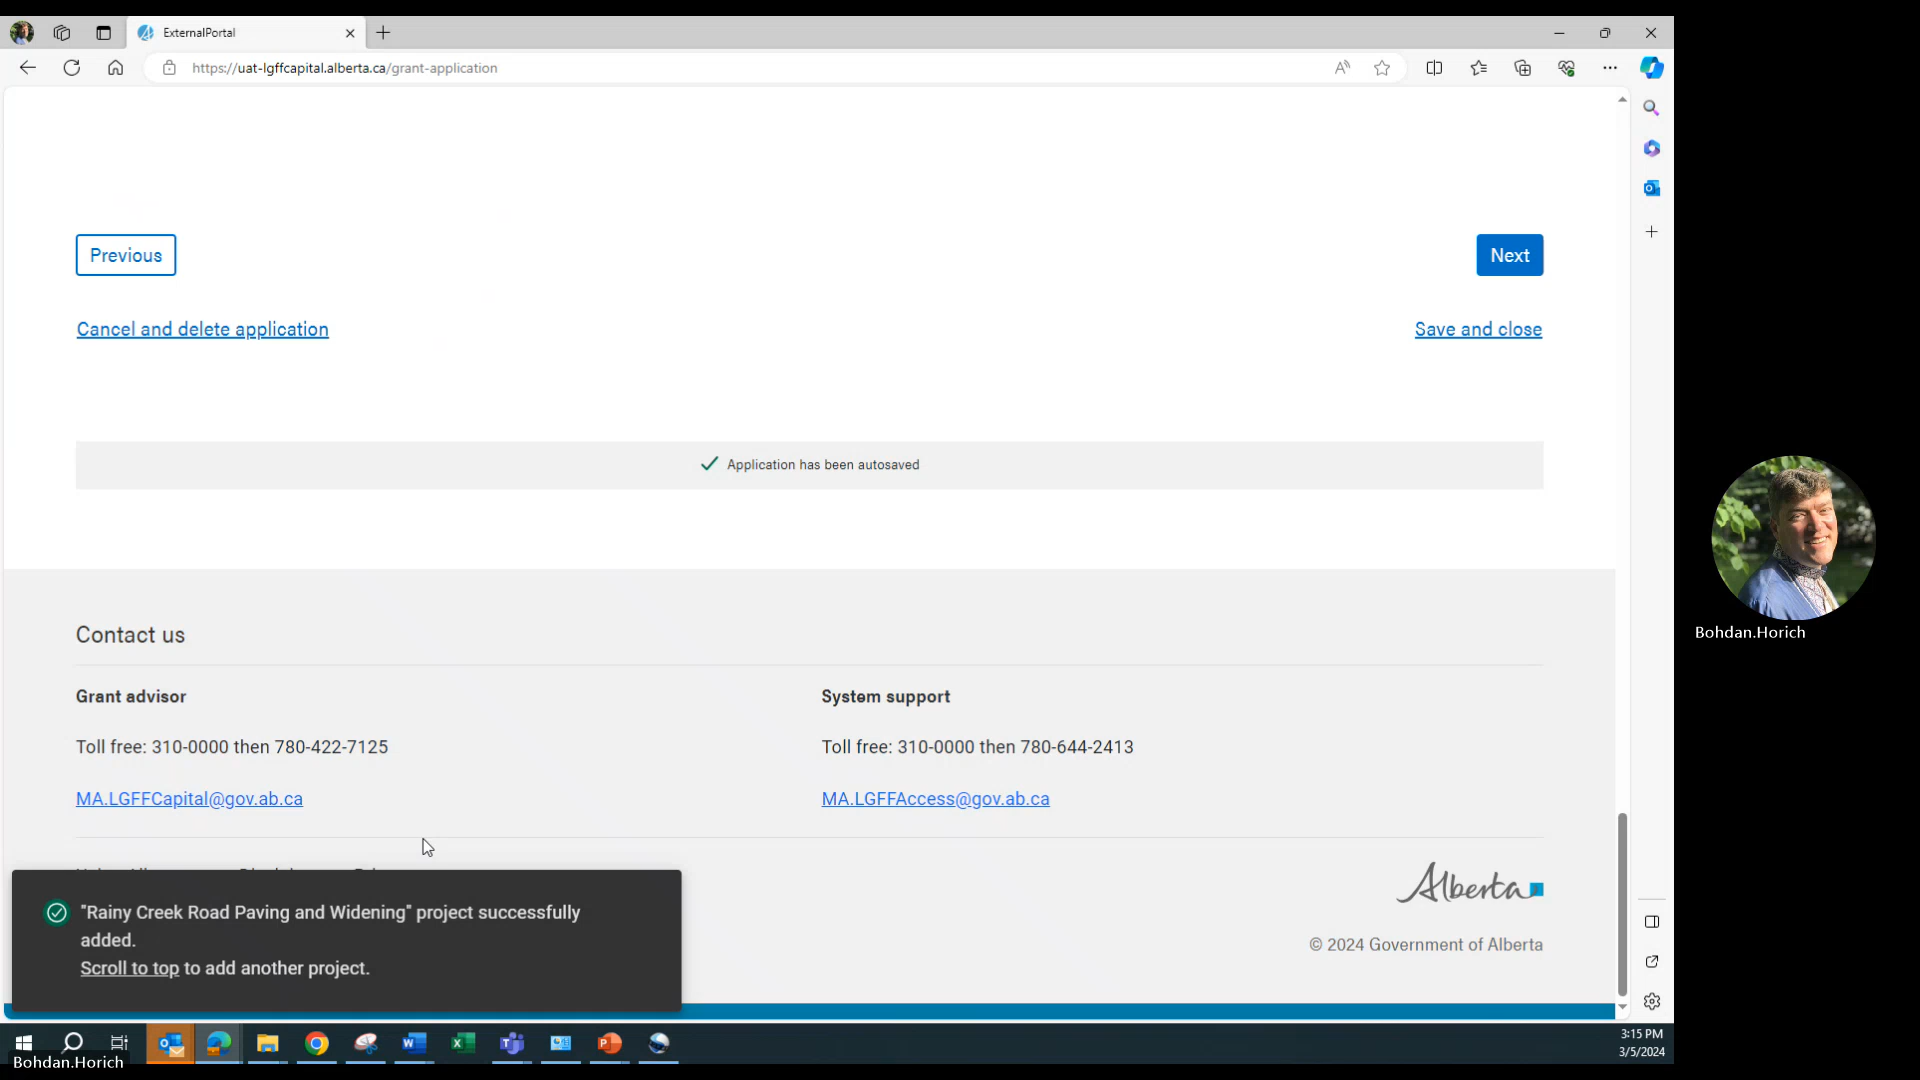 ExternalPortal
https://uat-lgffcapital.alberta.ca/grant-application
Previous
Next
Cancel and delete application
Save and close
Application has been autosaved
Contact us
Grant advisor
System support
Toll free: 310-0000 then 780-422-7125
Toll free: 310-0000 then 780-644-2413
MA.LGFFCapital@gov.ab.ca
MA.LGFFAccess@gov.ab.ca
"Rainy Creek Road Paving and Widening" project successfully
added.
Scroll to top to add another project.
Alberta
© 2024 Government of Alberta
Bohdan.Horich
3:15 PM
3/5/2024
Bohdan.Horich